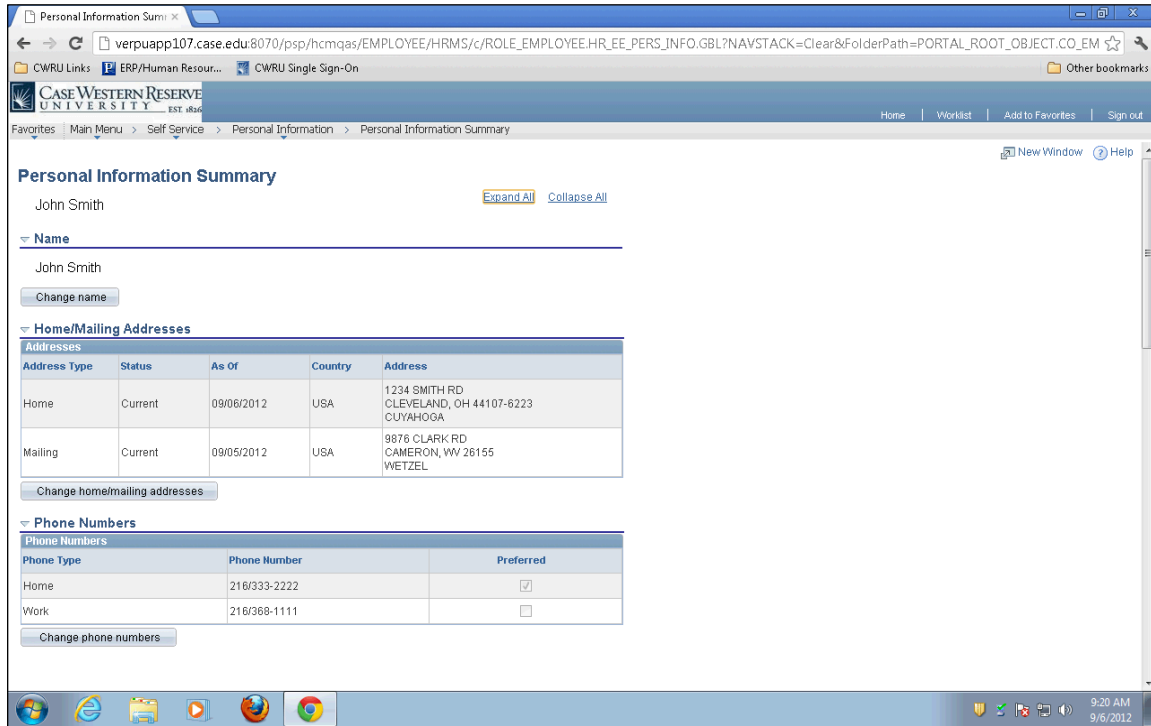 Personal Information Summ
verpuapp107.case.edu:8070/psp/hcmqas/EMPLOYEE/HRMS/c/ROLE_EMPLOYEE.HR_EE_PERS_INFO.GBL?NAVSTACK=Clear&FolderPath=PORTAL_ROOT_OBJECT.CO_EM
CWRU Links ERP/Human Resour... CWRU Single Sign-On Other bookmarks
CASE WESTERN RESERVE
UNIVERSITY EST. 1826
Home | Worklist | Add to Favorites | Sign out
Favorites | Main Menu > Self Service > Personal Information > Personal Information Summary
New Window ? Help
Personal Information Summary
John Smith Expand All Collapse All
Name
John Smith
Change name
Home/Mailing Addresses
Addresses
Address Type Status As Of Country Address
Home Current 09/06/2012 USA 1234 SMITH RD
CLEVELAND, OH 44107-6223
CUYAHOGA
Mailing Current 09/05/2012 USA 9876 CLARK RD
CAMERON, WV 26155
WETZEL
Change home/mailing addresses
Phone Numbers
Phone Numbers
Phone Type Phone Number Preferred
Home 216/333-2222
Work 216/368-1111
Change phone numbers
9:20 AM
9/6/2012